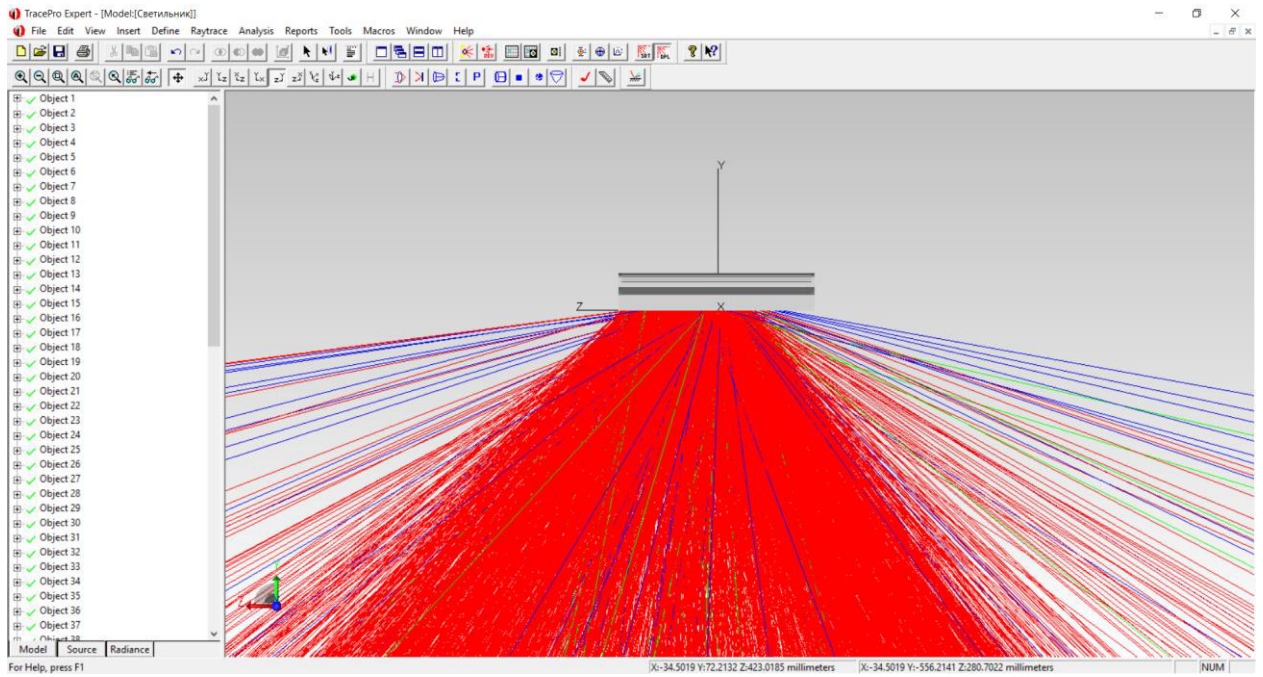 TracePro Expert - [Model:[Светильник]]
File Edit View Insert Define Raytrace Analysis Reports Tools Macros Window Help
Object 1
Object 2
Object 3
Object 4
Object 5
Object 6
Object 7
Object 8
Object 9
Object 10
Object 11
Object 12
Object 13
Object 14
Object 15
Object 16
Object 17
Object 18
Object 19
Object 20
Object 21
Object 22
Object 23
Object 24
Object 25
Object 26
Object 27
Object 28
Object 29
Object 30
Object 31
Object 32
Object 33
Object 34
Object 35
Object 36
Object 37
Object 38
Y
Z X
Z
Model Source Radiance
For Help, press F1 X:-34.5019 Y:72.2132 Z:423.0185 millimeters X:-34.5019 Y:-556.2141 Z:280.7022 millimeters NUM